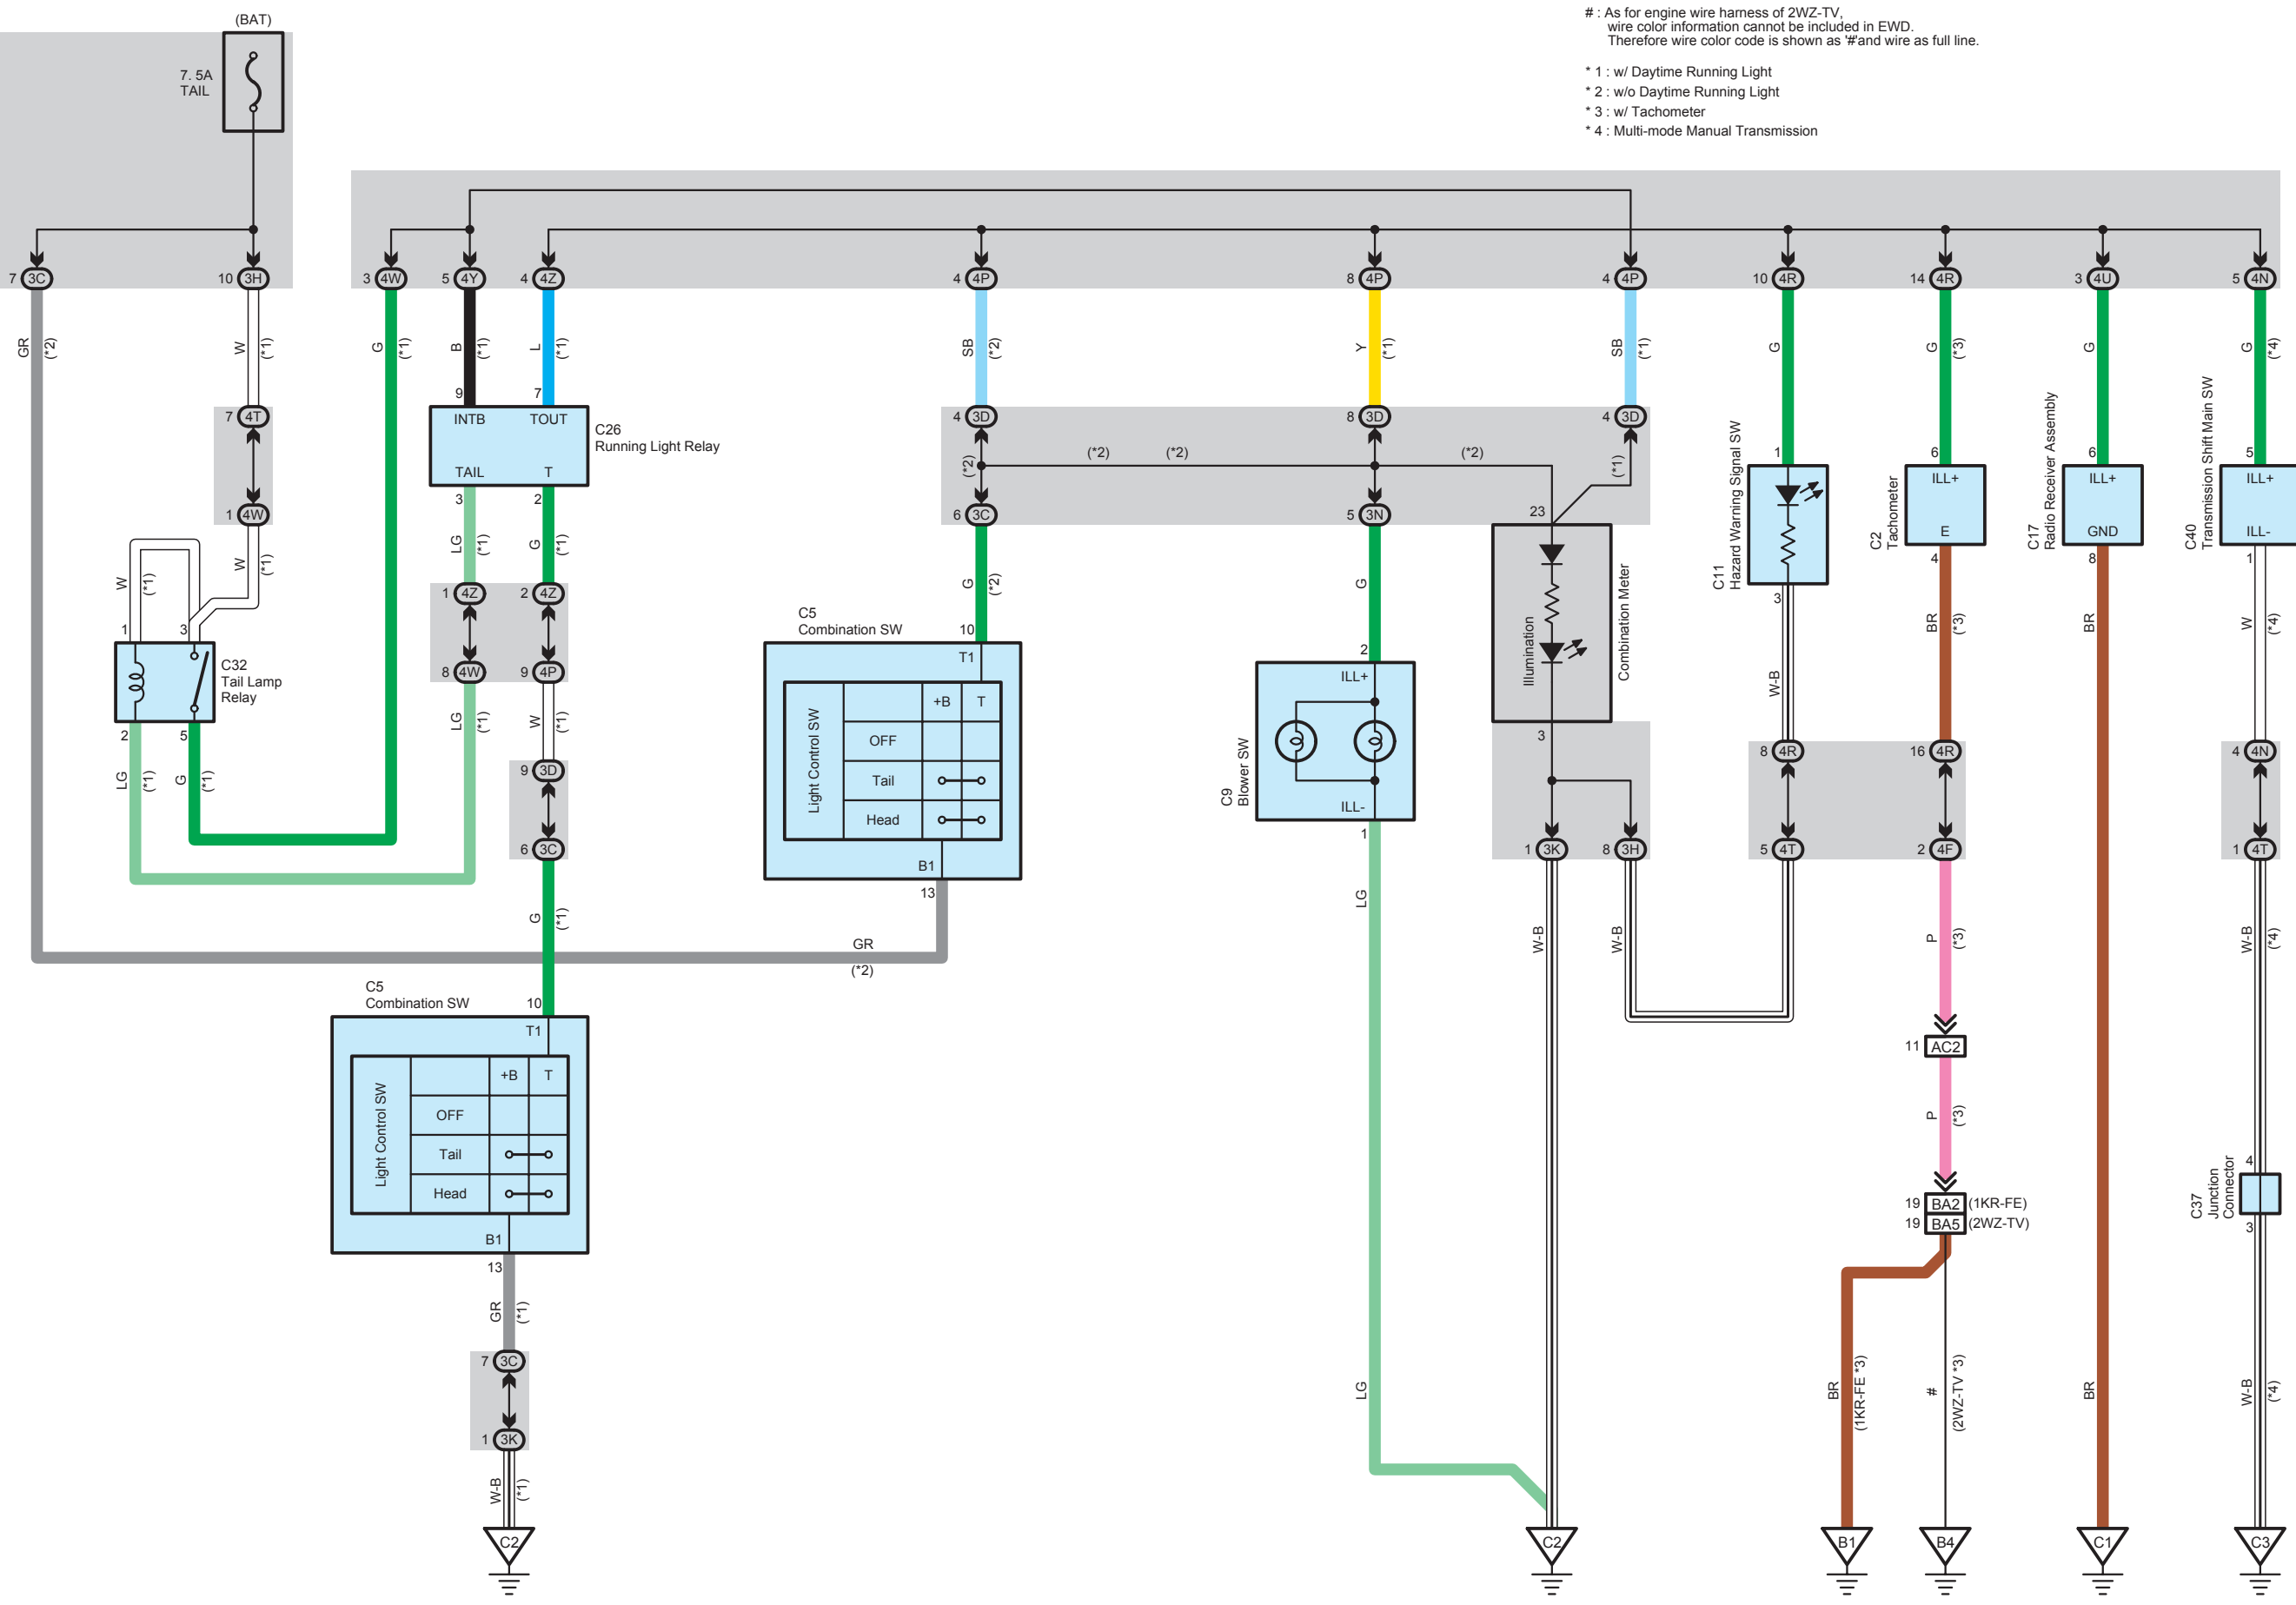 (BAT)
7. 5A
TAIL
# : As for engine wire harness of 2WZ-TV,
wire color information cannot be included in EWD.
Therefore wire color code is shown as '#'and wire as full line.
* 1 : w/ Daytime Running Light
* 2 : w/o Daytime Running Light
* 3 : w/ Tachometer
* 4 : Multi-mode Manual Transmission
7 3C
10 3H
3 4W
5 4Y
4 4Z
4 4P
8 4P
4 4P
10 4R
14 4R
3 4U
5 4N
GR
(*2)
W
(*1)
G
(*1)
B
(*1)
L
(*1)
SB
(*2)
Y
(*1)
SB
(*1)
G
G
(*3)
G
G
(*4)
7 4T
1 4W
W
(*1)
W
(*1)
9
7
INTB
TOUT
TAIL
T
C26
Running Light Relay
3
2
LG
(*1)
G
(*1)
1 4Z
2 4Z
8 4W
9 4P
LG
(*1)
W
(*1)
9 3D
6 3C
G
(*1)
1
3
C32
Tail Lamp
Relay
2
5
LG
(*1)
G
(*1)
4 3D
8 3D
4 3D
(*2)
(*2)
(*2)
(*2)
(*1)
6 3C
5 3N
23
G
(*2)
G
C5
Combination SW
10
T1
Light Control SW
+B
T
OFF
Tail
Head
B1
13
GR
(*2)
C5
Combination SW
10
T1
Light Control SW
+B
T
OFF
Tail
Head
B1
13
GR
(*1)
7 3C
1 3K
W-B
(*1)
C2
2
ILL+
ILL-
C9
Blower SW
1
LG
LG
Illumination
Combination Meter
3
1 3K
8 3H
W-B
W-B
C2
1
C11
Hazard Warning Signal SW
3
W-B
8 4R
5 4T
6
ILL+
E
C2
Tachometer
4
BR
(*3)
16 4R
2 4F
P
(*3)
11 AC2
P
(*3)
19 BA2 (1KR-FE)
19 BA5 (2WZ-TV)
BR
(1KR-FE *3)
#
(2WZ-TV *3)
B1
B4
6
ILL+
GND
C17
Radio Receiver Assembly
8
BR
BR
C1
5
ILL+
ILL-
C40
Transmission Shift Main SW
1
W
(*4)
4 4N
1 4T
W-B
(*4)
4
C37
Junction
Connector
3
W-B
(*4)
C3